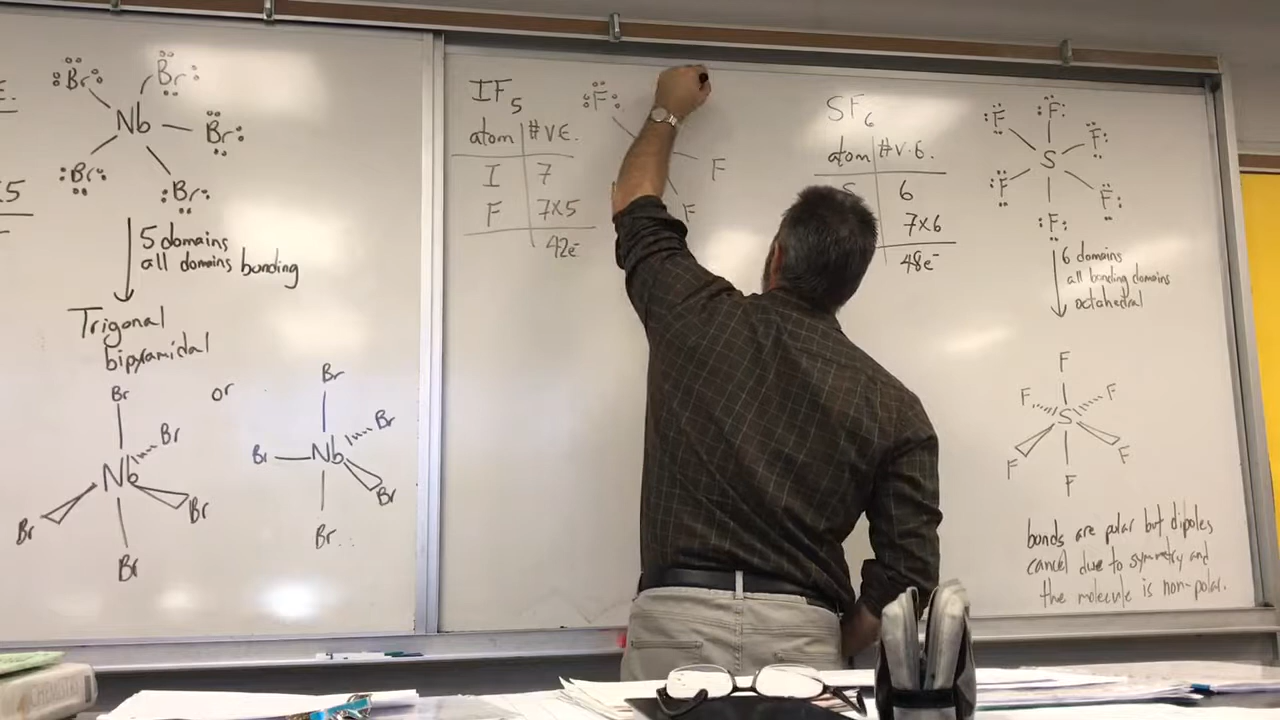 E.
x5
Br
Br
Nb
Br
Br
Br
5 domains
all domains bonding
Trigonal
bipyramidal
Br
Br
Nb
Br
Br
Br
or
Br
Br
Br
Nb
Br
Br
IF5
atom #V.E.
I 7
F 7x5
42e-
F
F
F
SF6
atom #V.E.
S 6
7x6
48e-
F
F
F
S
F
F
F
6 domains
all bonding domains
octahedral
F
F
F
S
F
F
F
bonds are polar but dipoles
cancel due to symmetry and
the molecule is non-polar.
CHEMISTRY